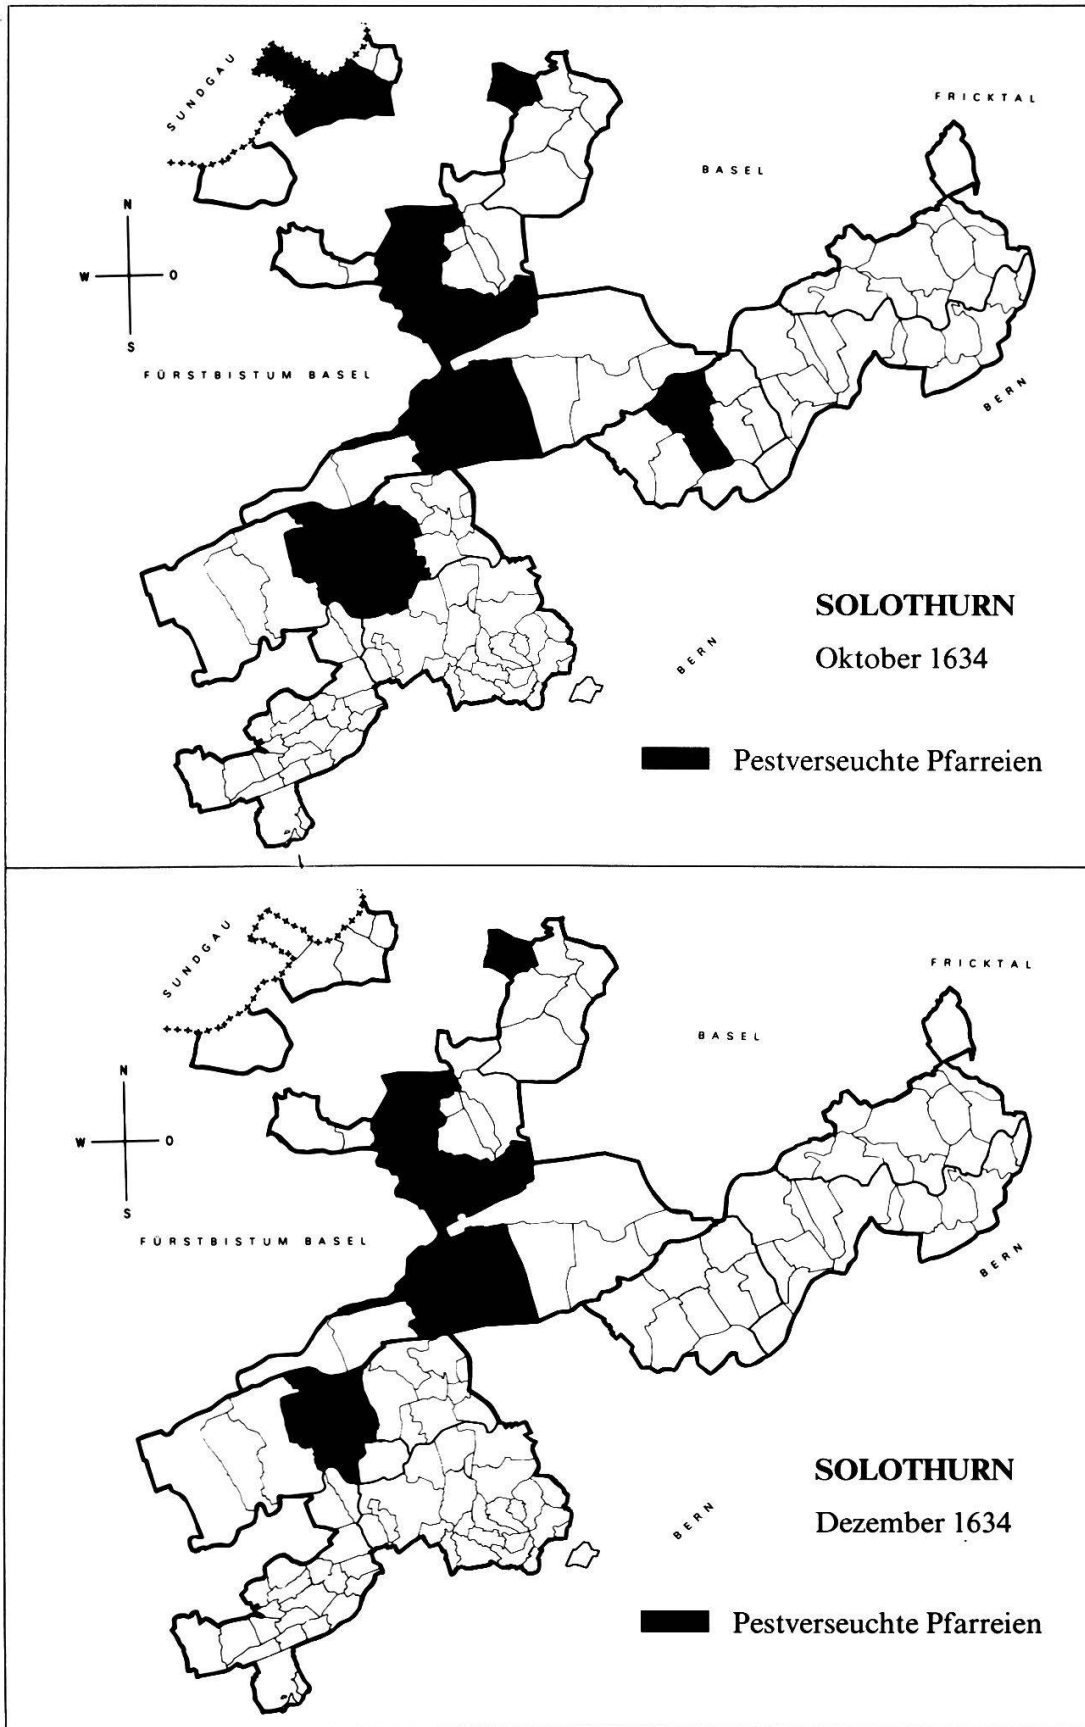 SUNDGAU
FRICKTAL
BASEL
N
W
O
S
FÜRSTBISTUM BASEL
BERN
SOLOTHURN
BERN
Oktober 1634
Pestverseuchte Pfarreien
SUNDGAU
FRICKTAL
BASEL
N
W
O
S
FÜRSTBISTUM BASEL
BERN
SOLOTHURN
BERN
Dezember 1634
Pestverseuchte Pfarreien